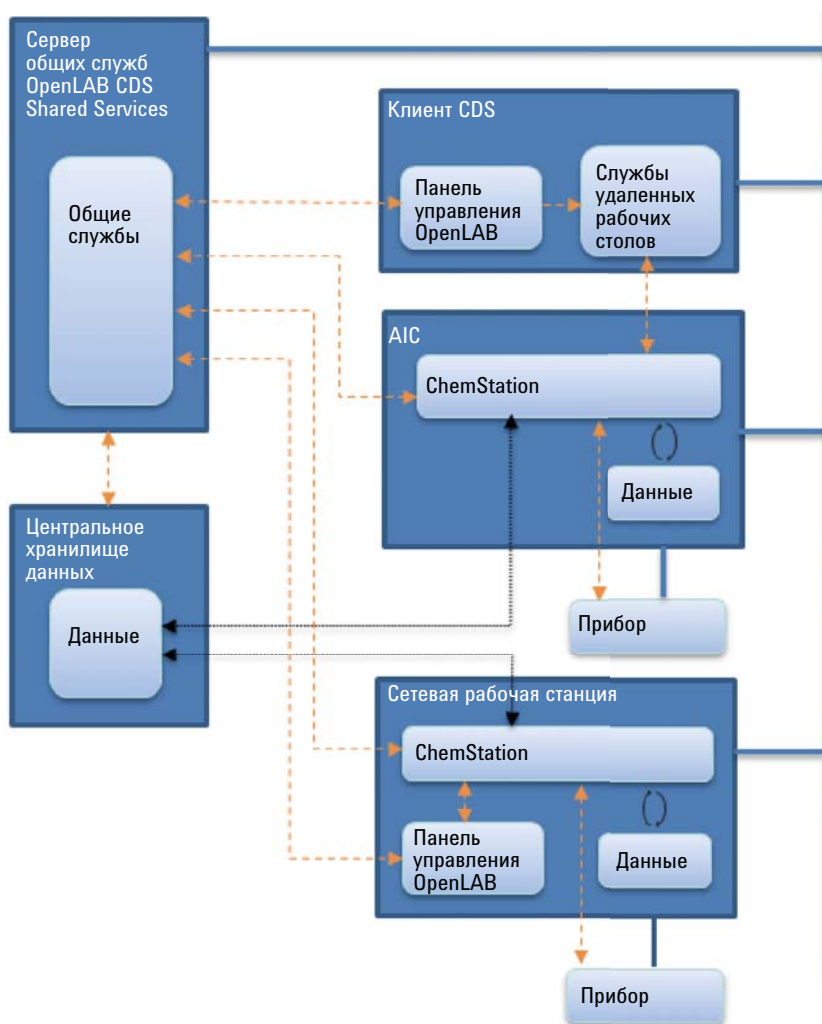 Сервер
общих служб
OpenLAB CDS
Shared Services
Общие
службы
Клиент CDS
Панель
управления
OpenLAB
Службы
удаленных
рабочих
столов
AIC
ChemStation
Данные
Прибор
Центральное
хранилище
данных
Данные
Сетевая рабочая станция
ChemStation
Панель
управления
OpenLAB
Данные
Прибор